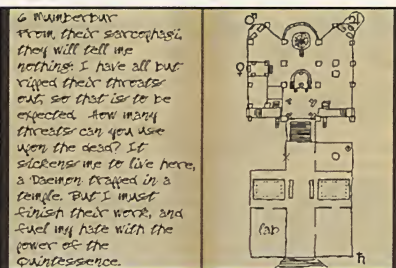 6 Mumberbur
From their sarcophagi,
they will tell me
nothing. I have all but
ripped their throats
out, so that is to be
expected. How many
threats can you use
upon the dead? It
sickens me to live here,
a Daemon trapped in a
temple. But I must
finish their work, and
fuel my hate with the
power of the
Quintessence.
♂
♃
♀
lab
♄